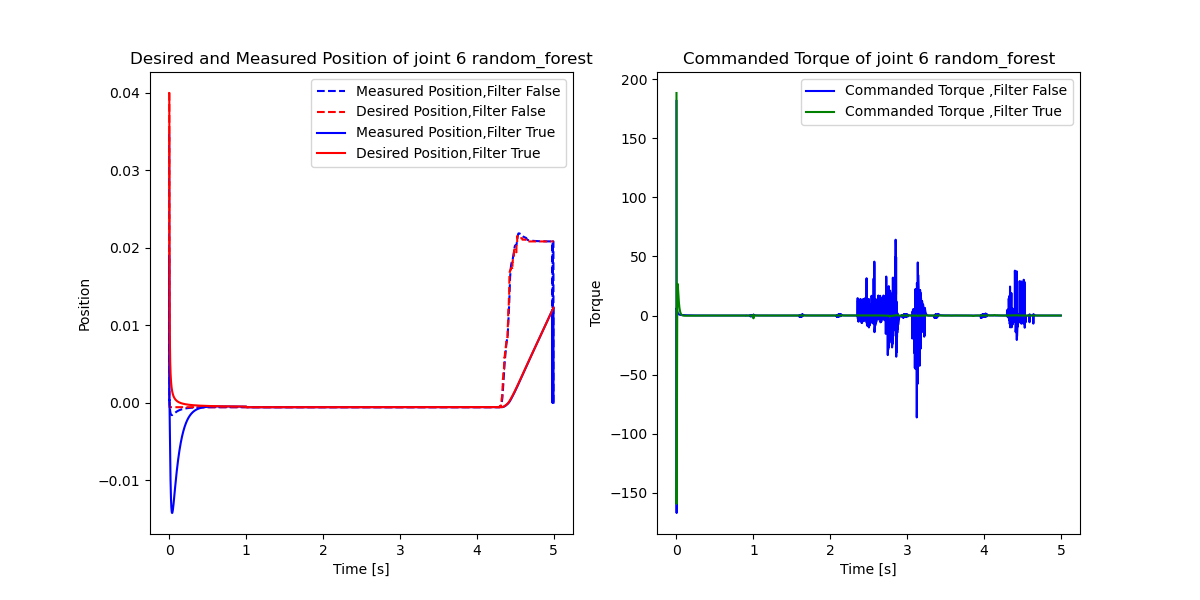 Desired and Measured Position of joint 6 random_forest
Measured Position,Filter False
Desired Position,Filter False
Measured Position,Filter True
Desired Position,Filter True
0.04
0.03
0.02
0.01
0.00
−0.01
Position
0 1 2 3 4 5
Time [s]
Commanded Torque of joint 6 random_forest
Commanded Torque ,Filter False
Commanded Torque ,Filter True
200
150
100
50
0
−50
−100
−150
Torque
0 1 2 3 4 5
Time [s]